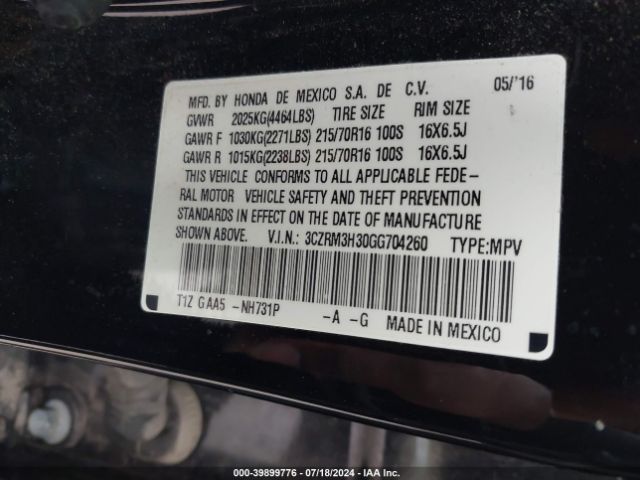 MFD. BY HONDA DE MEXICO S.A. DE C.V. 05/'16
GVWR 2025KG(4464LBS) TIRE SIZE RIM SIZE
GAWR F 1030KG(2271LBS) 215/70R16 100S 16X6.5J
GAWR R 1015KG(2238LBS) 215/70R16 100S 16X6.5J
THIS VEHICLE CONFORMS TO ALL APPLICABLE FEDE-
RAL MOTOR VEHICLE SAFETY AND THEFT PREVENTION
STANDARDS IN EFFECT ON THE DATE OF MANUFACTURE
SHOWN ABOVE. V.I.N.: 3CZRM3H30GG704260 TYPE:MPV
T1Z GAA5 -NH731P -A -G MADE IN MEXICO
000-39899776 - 07/18/2024 - IAA Inc.